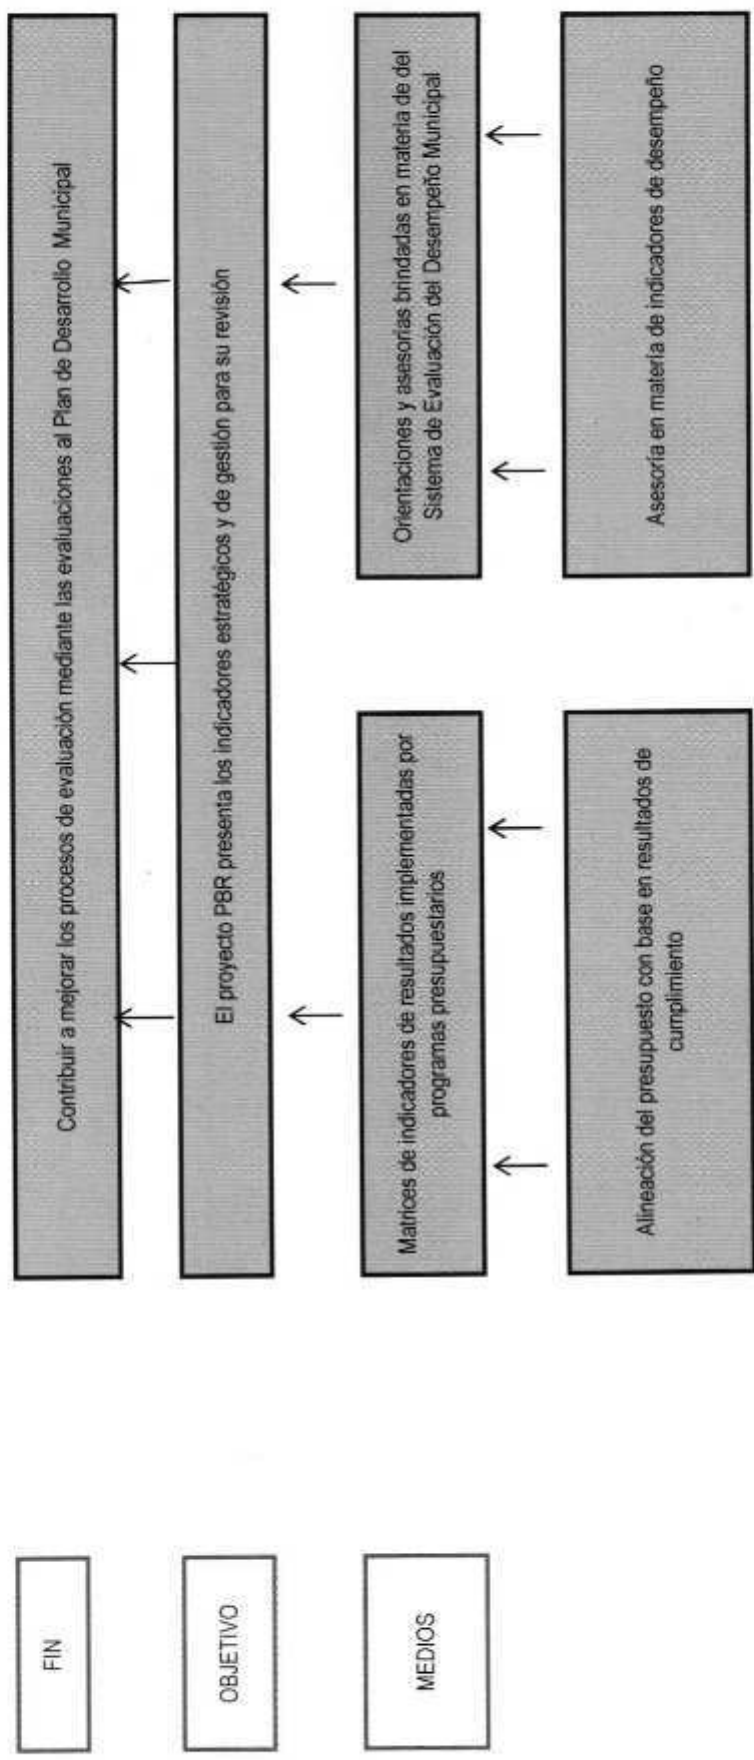 FIN
Contribuir a mejorar los procesos de evaluación mediante las evaluaciones al Plan de Desarrollo Municipal
OBJETIVO
El proyecto PBR presenta los indicadores estratégicos y de gestión para su revisión
MEDIOS
Matrices de indicadores de resultados implementadas por
programas presupuestarios
Orientaciones y asesorías brindadas en materia de del
Sistema de Evaluación del Desempeño Municipal
Alineación del presupuesto con base en resultados de
cumplimiento
Asesoría en materia de indicadores de desempeño